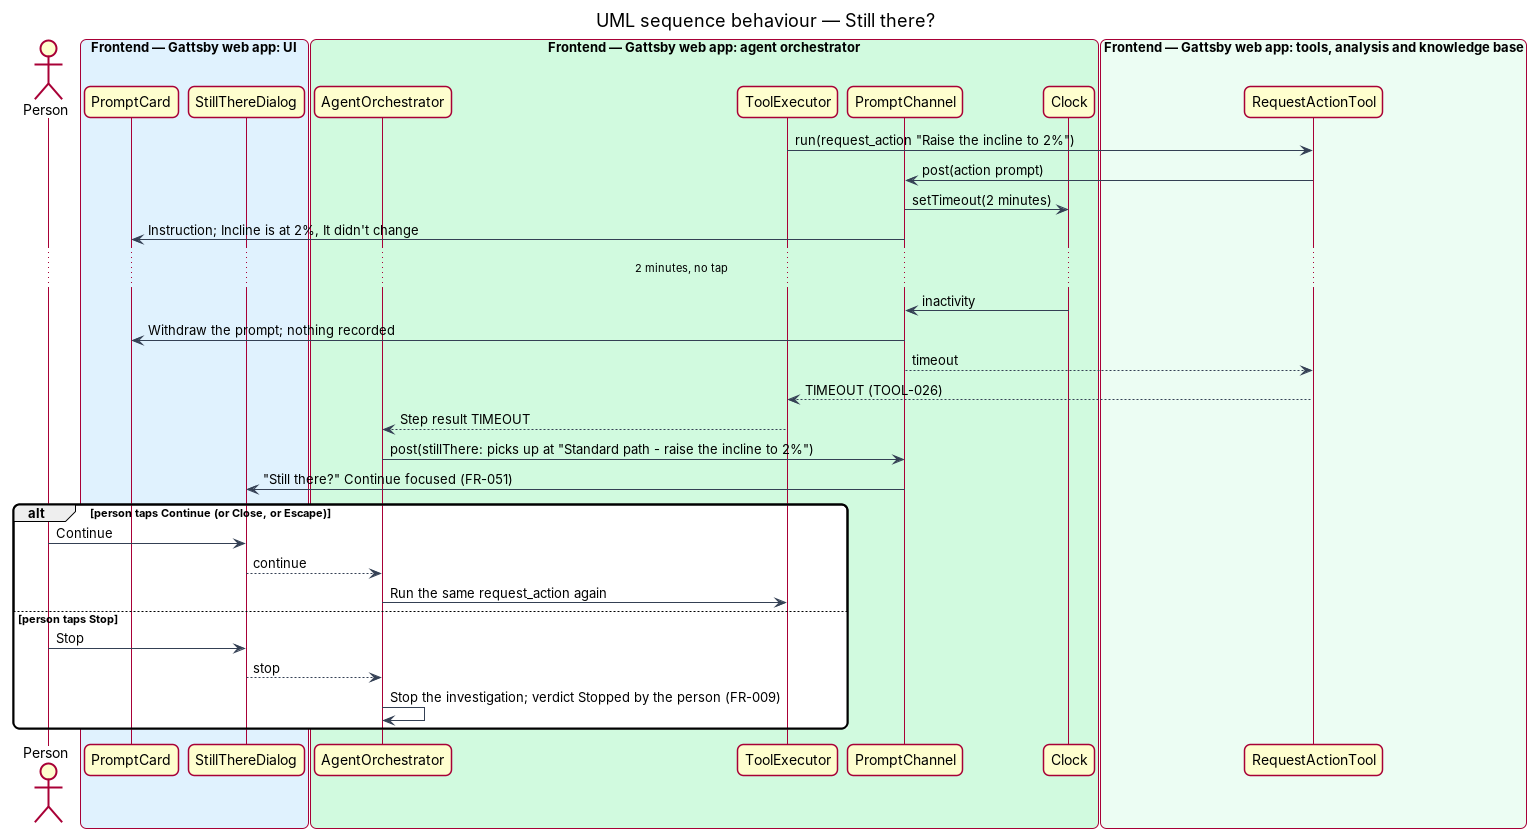 UML sequence behaviour — Still there?
Frontend — Gattsby web app: UI
Frontend — Gattsby web app: agent orchestrator
Frontend — Gattsby web app: tools, analysis and knowledge base
Person
PromptCard
StillThereDialog
AgentOrchestrator
ToolExecutor
PromptChannel
Clock
RequestActionTool
run(request_action "Raise the incline to 2%")
post(action prompt)
setTimeout(2 minutes)
Instruction; Incline is at 2%, It didn't change
2 minutes, no tap
inactivity
Withdraw the prompt; nothing recorded
timeout
TIMEOUT (TOOL-026)
Step result TIMEOUT
post(stillThere: picks up at "Standard path - raise the incline to 2%")
"Still there?" Continue focused (FR-051)
alt
[person taps Continue (or Close, or Escape)]
Continue
continue
Run the same request_action again
[person taps Stop]
Stop
stop
Stop the investigation; verdict Stopped by the person (FR-009)
Person
PromptCard
StillThereDialog
AgentOrchestrator
ToolExecutor
PromptChannel
Clock
RequestActionTool